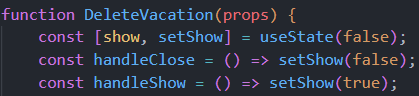 function DeleteVacation(props) {
    const [show, setShow] = useState(false);
    const handleClose = () => setShow(false);
    const handleShow = () => setShow(true);